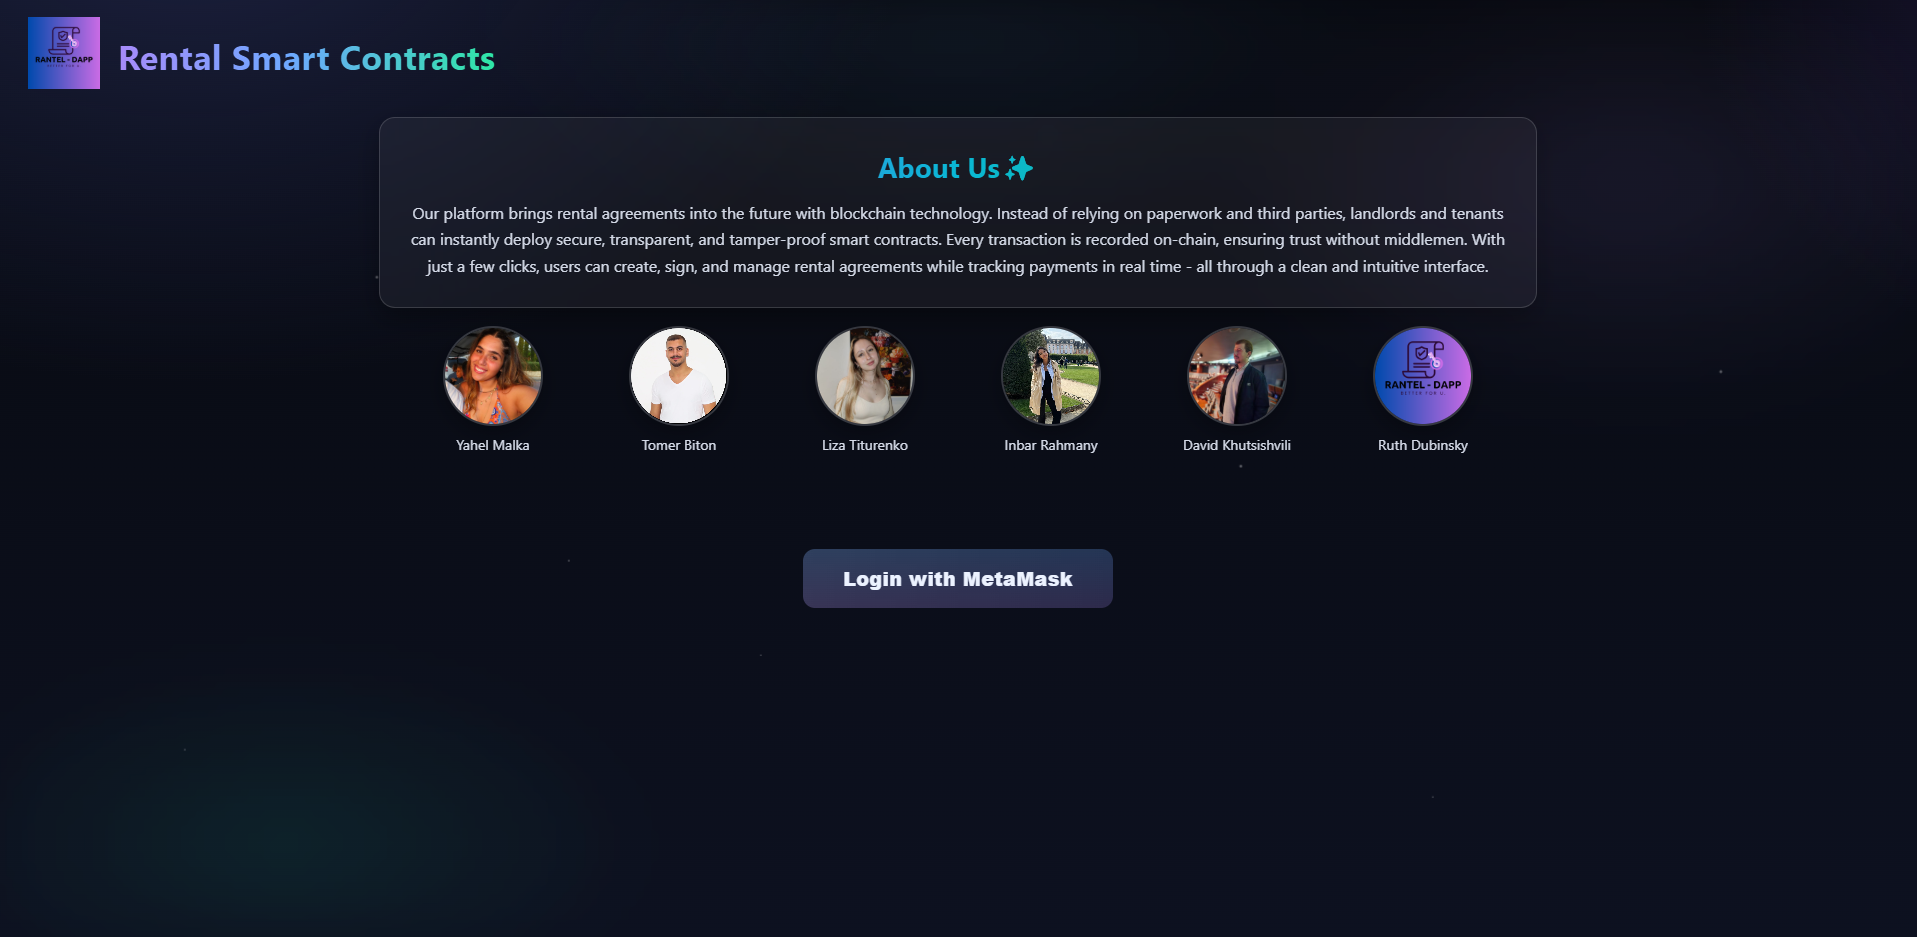 RANTEL - DAPP
BETTER FOR U.
Rental Smart Contracts
About Us
Our platform brings rental agreements into the future with blockchain technology. Instead of relying on paperwork and third parties, landlords and tenants
can instantly deploy secure, transparent, and tamper-proof smart contracts. Every transaction is recorded on-chain, ensuring trust without middlemen. With
just a few clicks, users can create, sign, and manage rental agreements while tracking payments in real time - all through a clean and intuitive interface.
RANTEL - DAPP
BETTER FOR U.
Yahel Malka
Tomer Biton
Liza Titurenko
Inbar Rahmany
David Khutsishvili
Ruth Dubinsky
Login with MetaMask